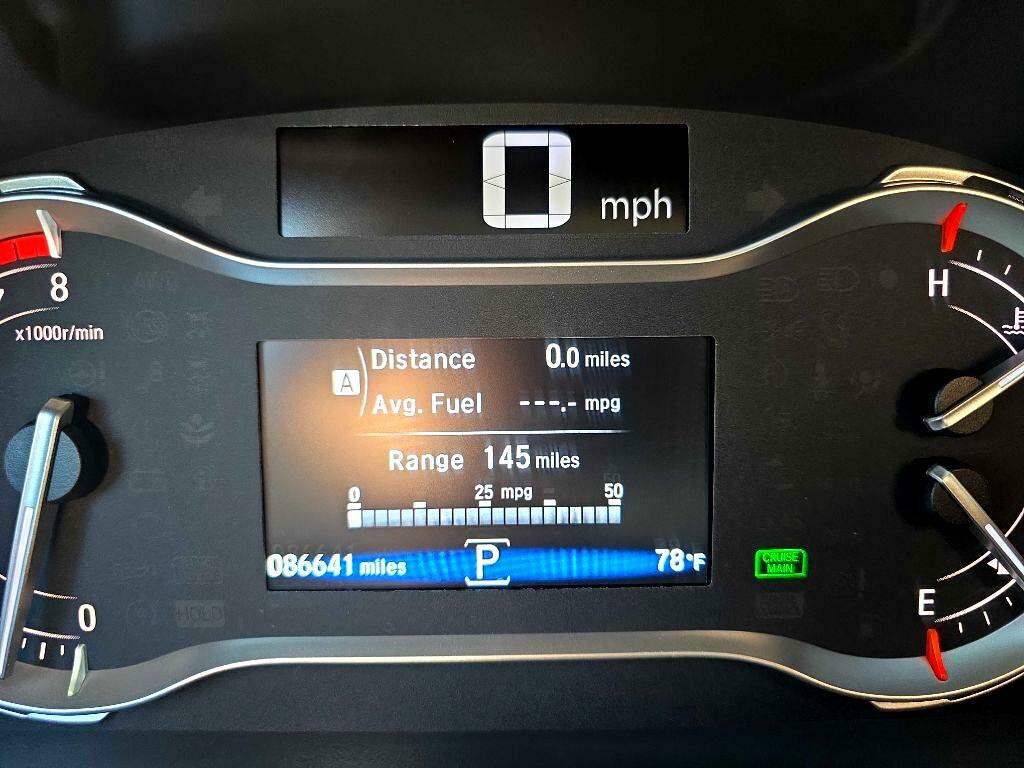 0 mph
8
x1000r/min
H
A Distance 0.0 miles
Avg. Fuel ---.- mpg
Range 145 miles
0 25 mpg 50
086641 miles P 78°F
CRUISE
MAIN
HOLD
0
E